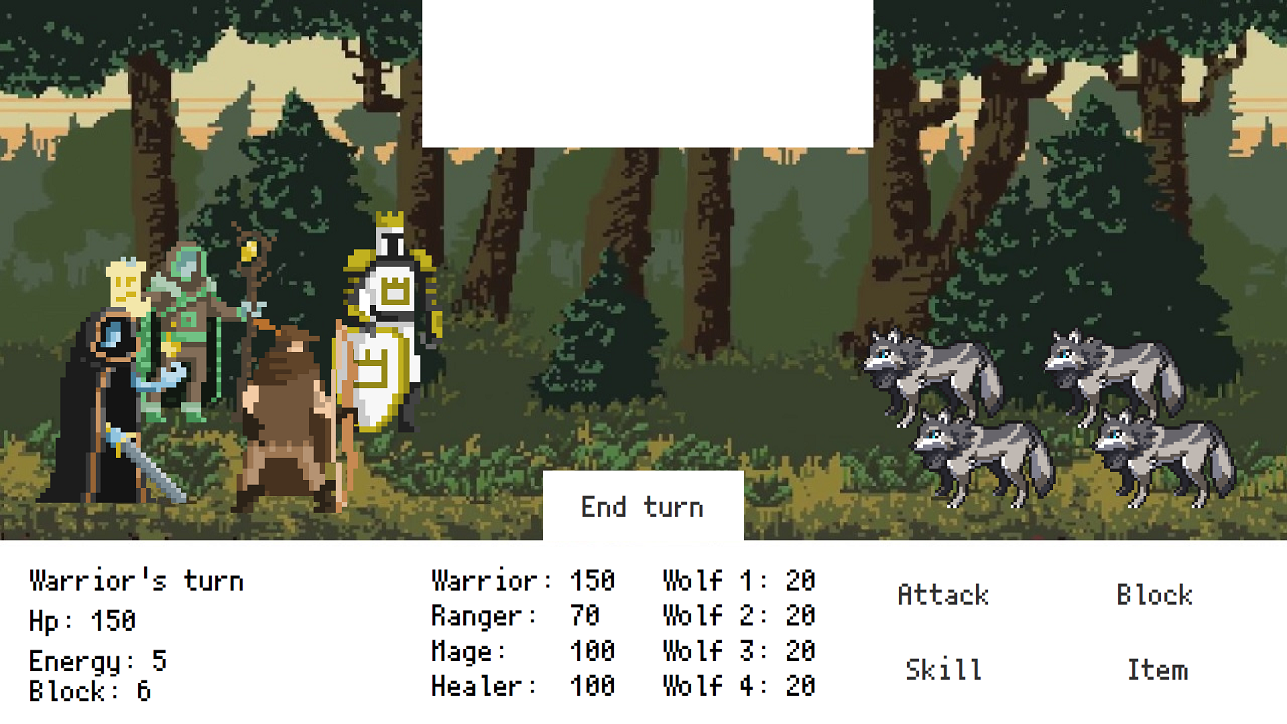 End turn
Warrior's turn
Hp: 150
Energy: 5
Block: 6
Warrior: 150
Ranger: 70
Mage: 100
Healer: 100
Wolf 1: 20
Wolf 2: 20
Wolf 3: 20
Wolf 4: 20
Attack
Block
Skill
Item